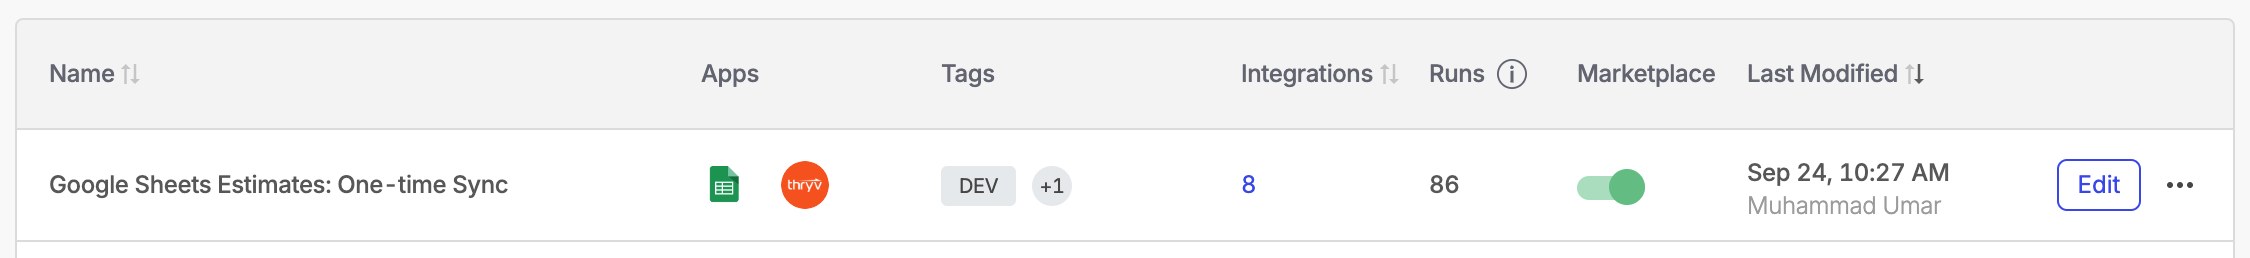 Name Apps Tags Integrations Runs Marketplace Last Modified
Google Sheets Estimates: One-time Sync thryv DEV +1 8 86 Sep 24, 10:27 AM Edit
Muhammad Umar